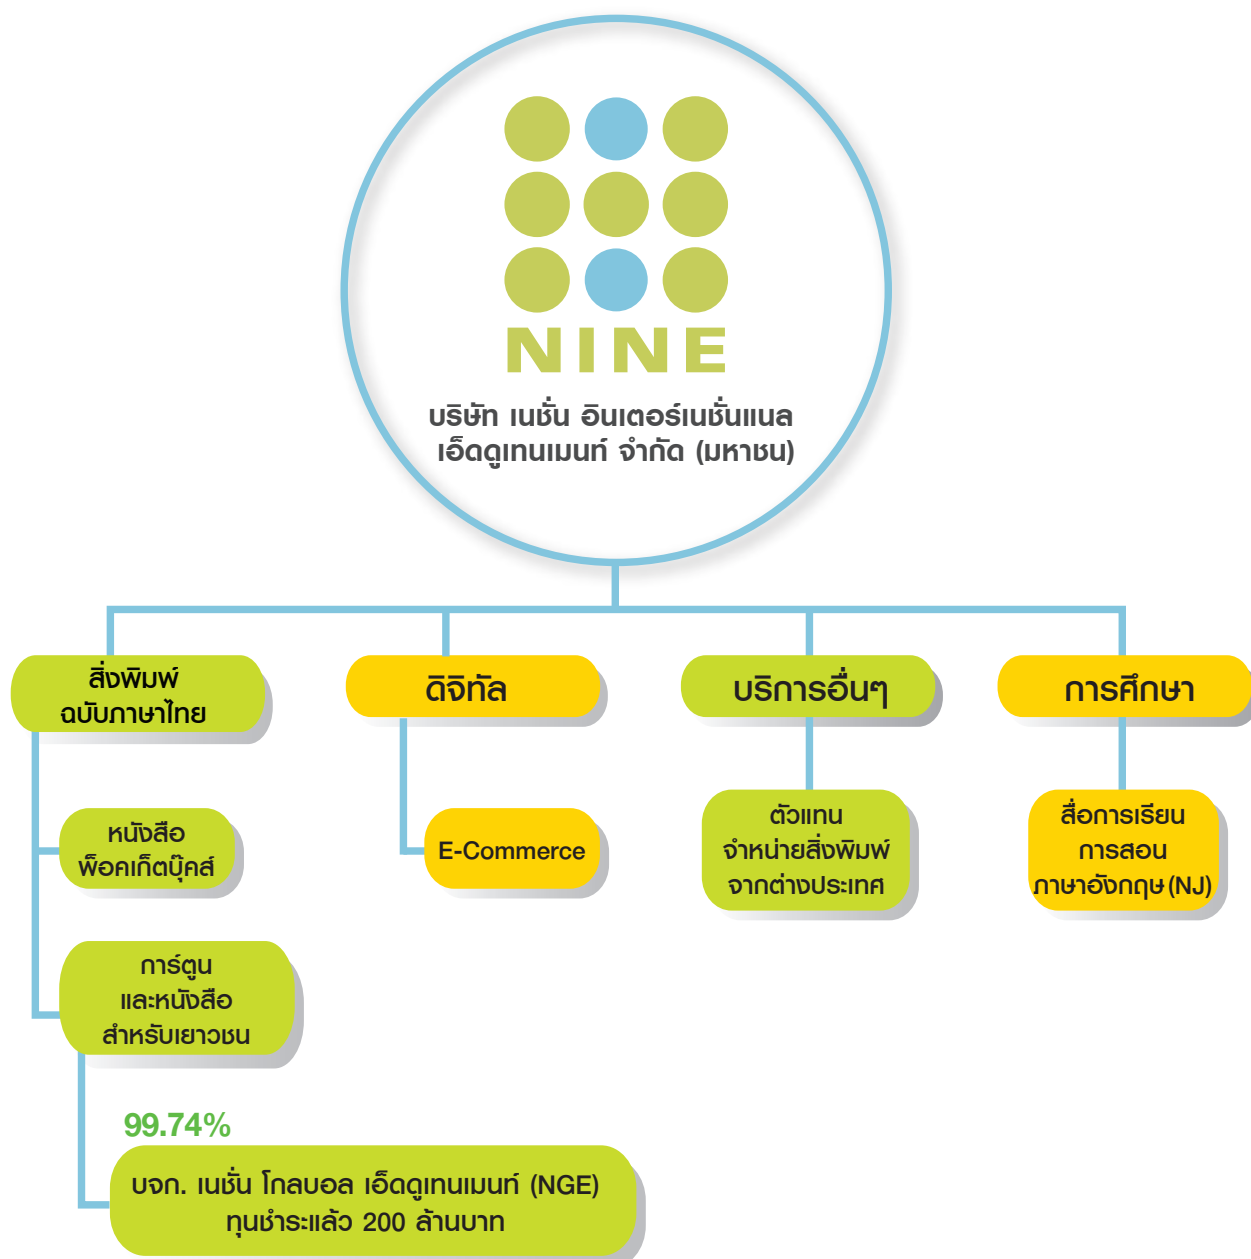 NINE
บริษัท เนชั่น อินเตอร์เนชั่นแนล
เอ็ดดูเทนเมนท์ จำกัด (มหาชน)
สิ่งพิมพ์
ฉบับภาษาไทย
ดิจิทัล
บริการอื่นๆ
การศึกษา
หนังสือ
พ็อคเก็ตบุ๊คส์
E-Commerce
ตัวแทน
จำหน่ายสิ่งพิมพ์
จากต่างประเทศ
สื่อการเรียน
การสอน
ภาษาอังกฤษ (NJ)
การ์ตูน
และหนังสือ
สำหรับเยาวชน
99.74%
บจก. เนชั่น โกลบอล เอ็ดดูเทนเมนท์ (NGE)
ทุนชำระแล้ว 200 ล้านบาท